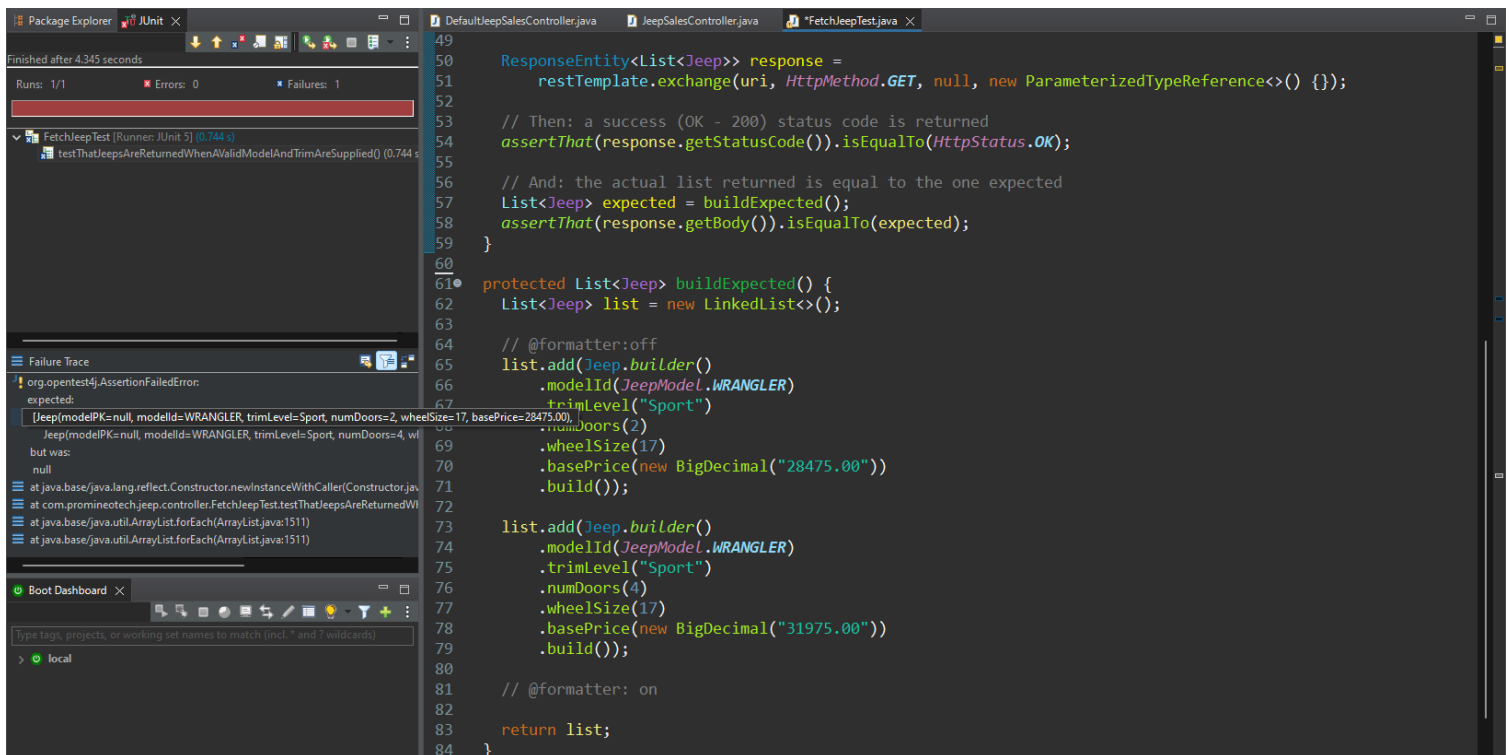 Package Explorer JUnit
Finished after 4.345 seconds
Runs: 1/1 Errors: 0 Failures: 1
FetchJeepTest [Runner: JUnit 5] (0.744 s)
testThatJeepsAreReturnedWhenAValidModelAndTrimAreSupplied() (0.744 s
Failure Trace
org.opentest4j.AssertionFailedError:
expected:
[Jeep(modelPK=null, modelId=WRANGLER, trimLevel=Sport, numDoors=2, wheelSize=17, basePrice=28475.00),
Jeep(modelPK=null, modelId=WRANGLER, trimLevel=Sport, numDoors=4, wl
but was:
null
at java.base/java.lang.reflect.Constructor.newInstanceWithCaller(Constructor.jav
at com.promineotech.jeep.controller.FetchJeepTest.testThatJeepsAreReturnedWh
at java.base/java.util.ArrayList.forEach(ArrayList.java:1511)
at java.base/java.util.ArrayList.forEach(ArrayList.java:1511)
Boot Dashboard
Type tags, projects, or working set names to match (incl. * and ? wildcards)
local
DefaultJeepSalesController.java JeepSalesController.java *FetchJeepTest.java
49
50 ResponseEntity<List<Jeep>> response =
51 restTemplate.exchange(uri, HttpMethod.GET, null, new ParameterizedTypeReference<>() {});
52
53 // Then: a success (OK - 200) status code is returned
54 assertThat(response.getStatusCode()).isEqualTo(HttpStatus.OK);
55
56 // And: the actual list returned is equal to the one expected
57 List<Jeep> expected = buildExpected();
58 assertThat(response.getBody()).isEqualTo(expected);
59 }
60
61 protected List<Jeep> buildExpected() {
62 List<Jeep> list = new LinkedList<>();
63
64 // @formatter:off
65 list.add(Jeep.builder()
66 .modelId(JeepModel.WRANGLER)
67 .trimLevel("Sport")
68 .numDoors(2)
69 .wheelSize(17)
70 .basePrice(new BigDecimal("28475.00"))
71 .build());
72
73 list.add(Jeep.builder()
74 .modelId(JeepModel.WRANGLER)
75 .trimLevel("Sport")
76 .numDoors(4)
77 .wheelSize(17)
78 .basePrice(new BigDecimal("31975.00"))
79 .build());
80
81 // @formatter: on
82
83 return list;
84 }